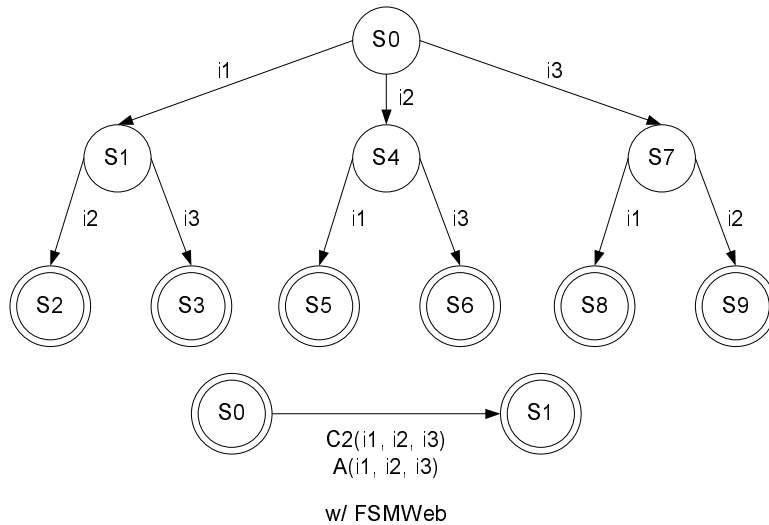 S0
i1
i2
i3
S1
S4
S7
i2
i3
i1
i3
i1
i2
S2
S3
S5
S6
S8
S9
S0
S1
C2(i1, i2, i3)
A(i1, i2, i3)
w/ FSMWeb